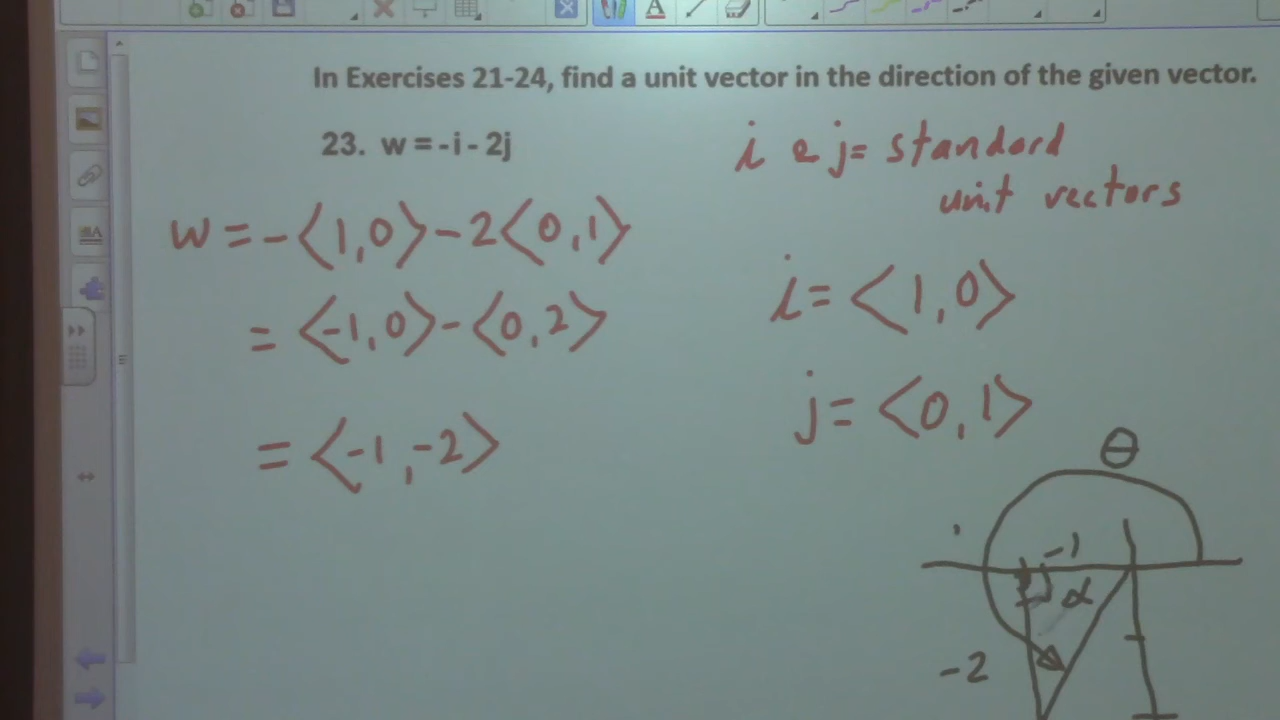 In Exercises 21-24, find a unit vector in the direction of the given vector.
23. w = -i - 2j
i & j = standard
unit vectors
w = -⟨1,0⟩ - 2⟨0,1⟩
= ⟨-1,0⟩ - ⟨0,2⟩
= ⟨-1,-2⟩
i = ⟨1,0⟩
j = ⟨0,1⟩
θ
-1
α
-2